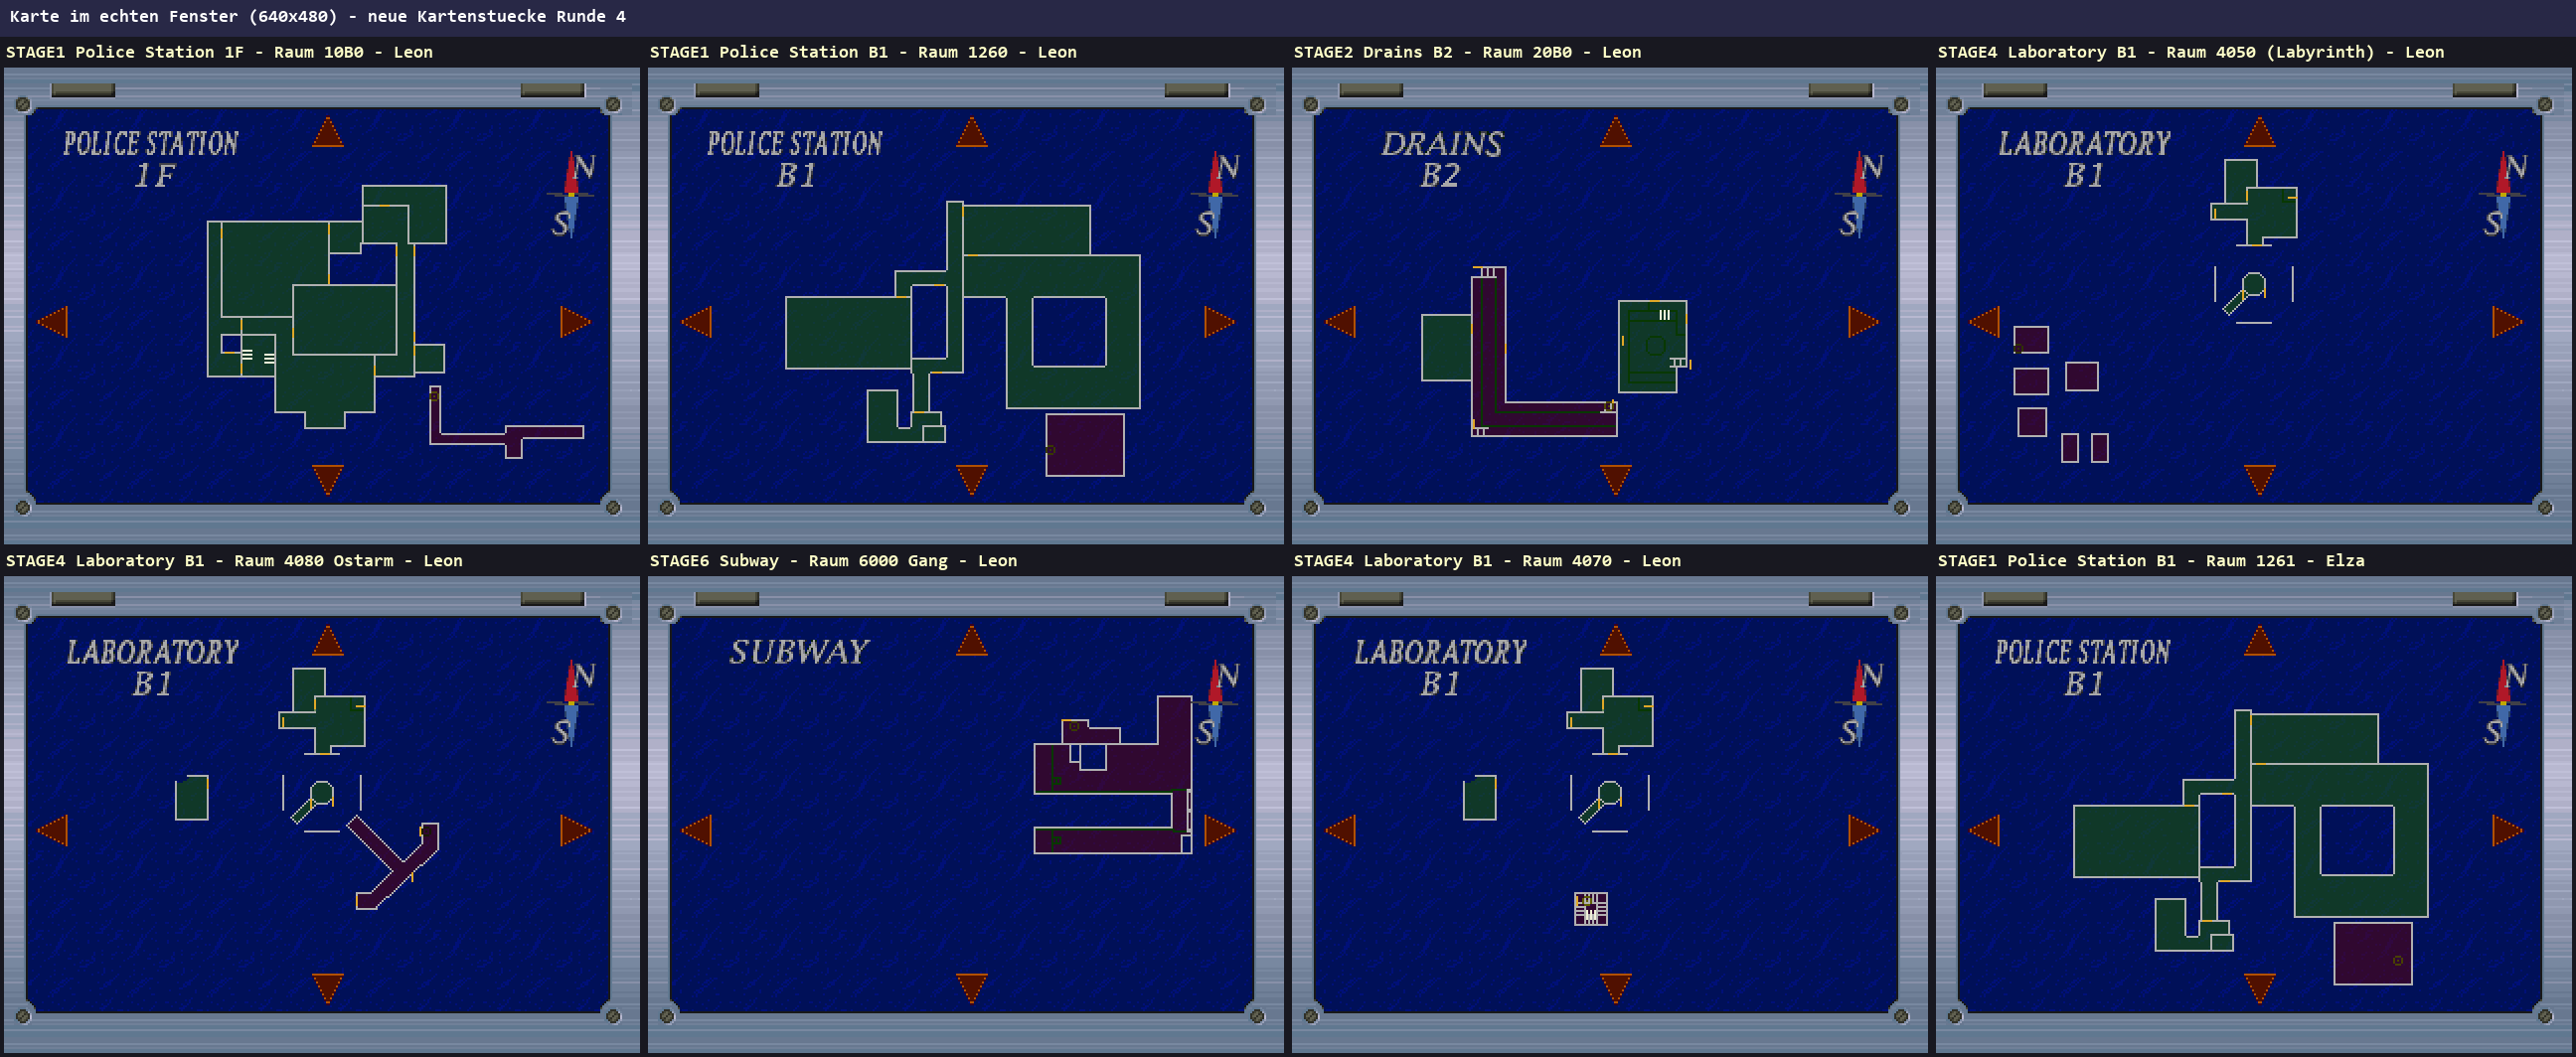 Karte im echten Fenster (640x480) - neue Kartenstuecke Runde 4
STAGE1 Police Station 1F - Raum 10B0 - Leon
POLICE STATION
1F
N
S
STAGE1 Police Station B1 - Raum 1260 - Leon
POLICE STATION
B1
N
S
STAGE2 Drains B2 - Raum 20B0 - Leon
DRAINS
B2
N
S
STAGE4 Laboratory B1 - Raum 4050 (Labyrinth) - Leon
LABORATORY
B1
N
S
STAGE4 Laboratory B1 - Raum 4080 Ostarm - Leon
LABORATORY
B1
N
S
STAGE6 Subway - Raum 6000 Gang - Leon
SUBWAY
N
S
STAGE4 Laboratory B1 - Raum 4070 - Leon
LABORATORY
B1
N
S
STAGE1 Police Station B1 - Raum 1261 - Elza
POLICE STATION
B1
N
S